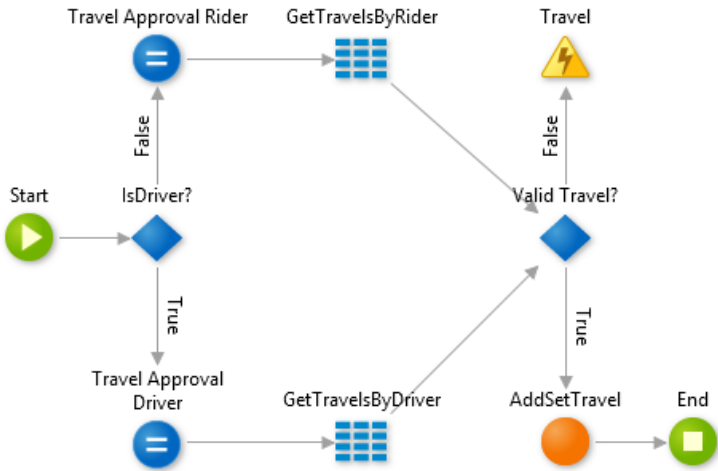 Travel Approval Rider
GetTravelsByRider
Travel
False
False
Start
IsDriver?
Valid Travel?
True
True
Travel Approval
Driver
GetTravelsByDriver
AddSetTravel
End